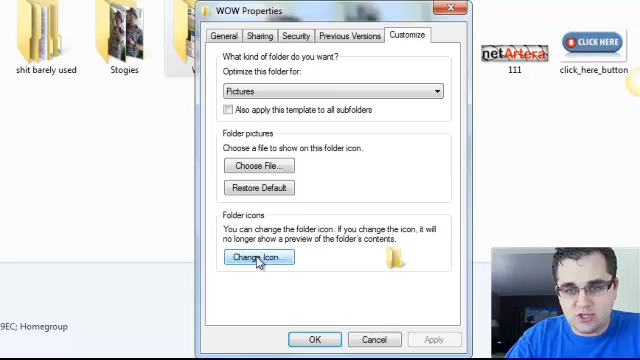 WOW Properties
General
Sharing
Security
Previous Versions
Customize
What kind of folder do you want?
Optimize this folder for:
Pictures
Also apply this template to all subfolders
Folder pictures
Choose a file to show on this folder icon.
Choose File...
Restore Default
Folder icons
You can change the folder icon. If you change the icon, it will
no longer show a preview of the folder's contents.
Change Icon...
OK
Cancel
Apply
shit barely used
Stogies
netArtera
111
CLICK HERE
click_here_button
9EC; Homegroup